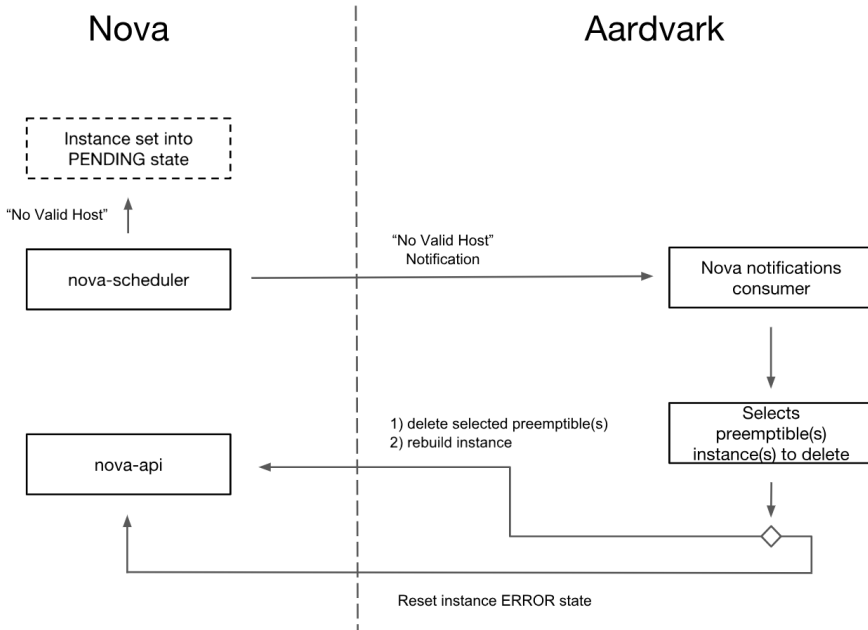 Nova
Aardvark
Instance set into
PENDING state
“No Valid Host”
nova-scheduler
“No Valid Host”
Notification
Nova notifications
consumer
1) delete selected preemptible(s)
2) rebuild instance
Selects
preemptible(s)
instance(s) to delete
nova-api
Reset instance ERROR state